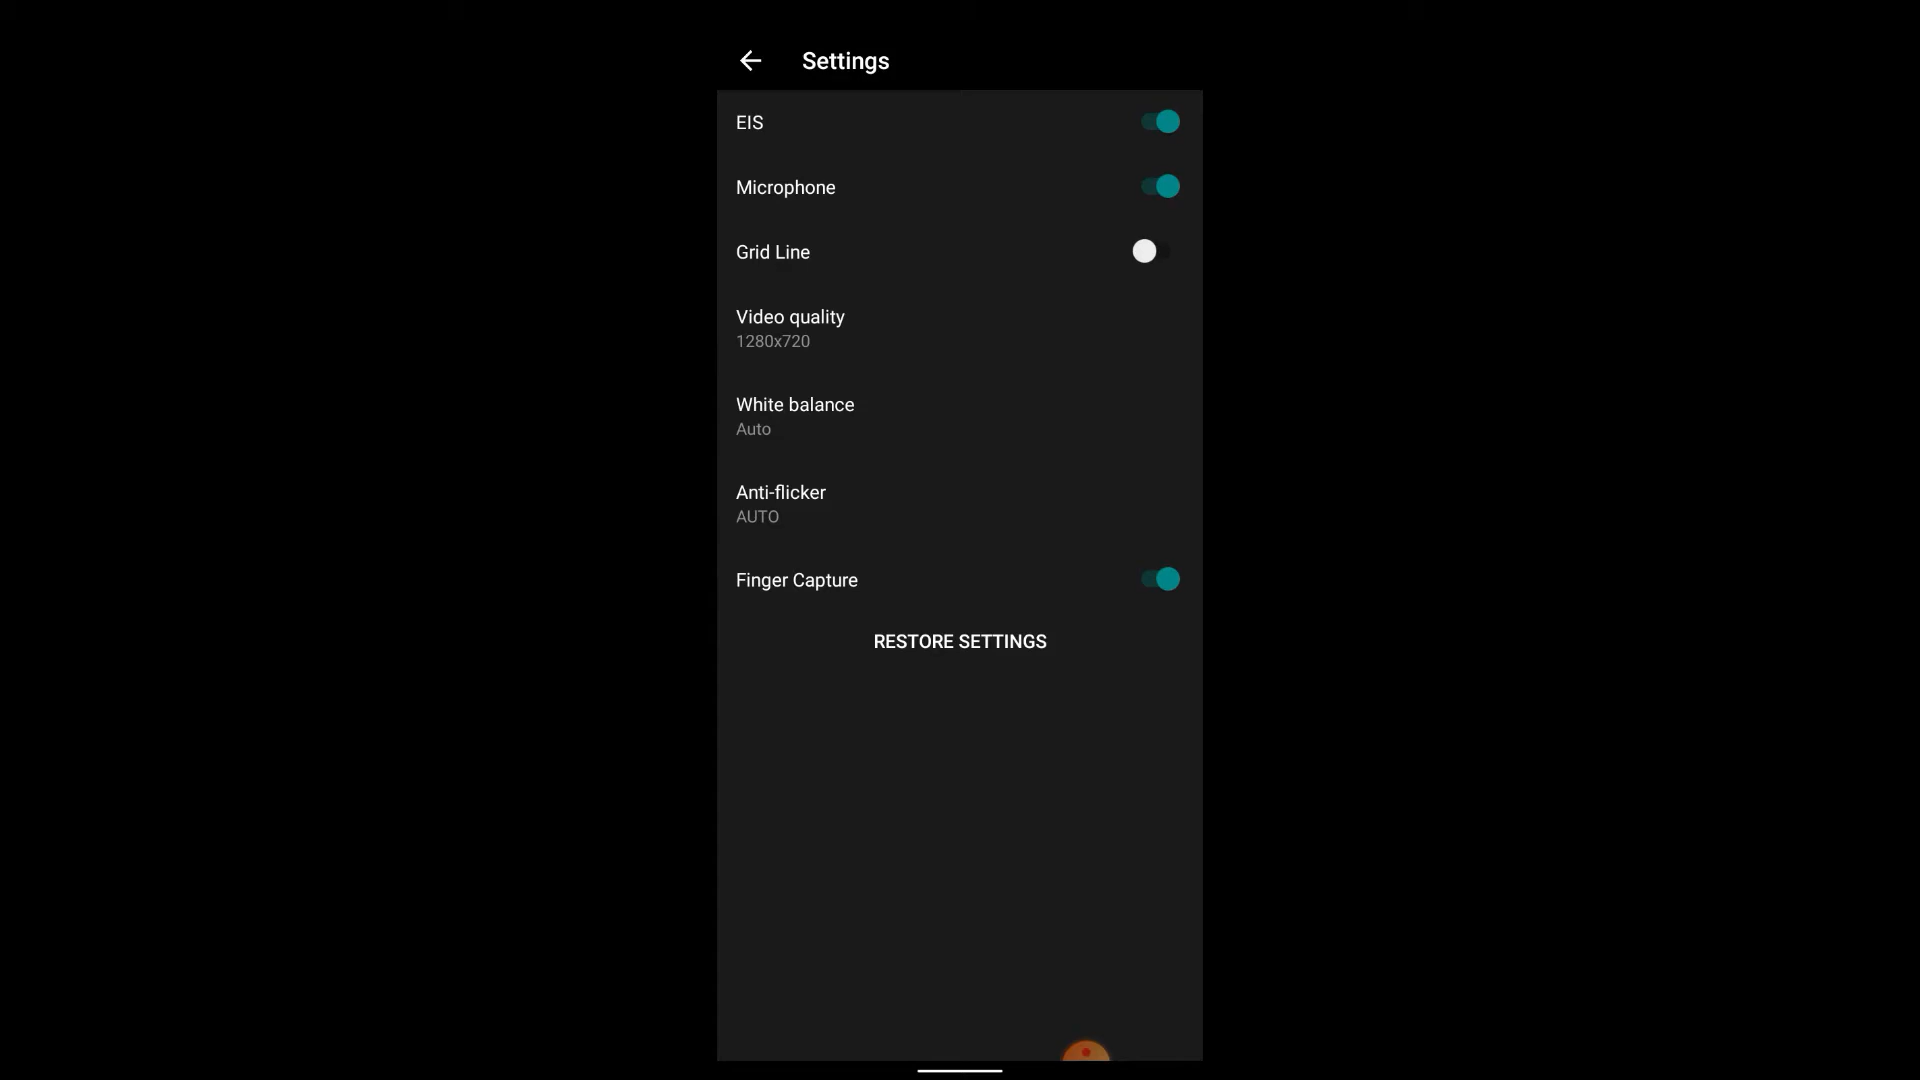 Settings
EIS
Microphone
Grid Line
Video quality
1280x720
White balance
Auto
Anti-flicker
AUTO
Finger Capture
RESTORE SETTINGS